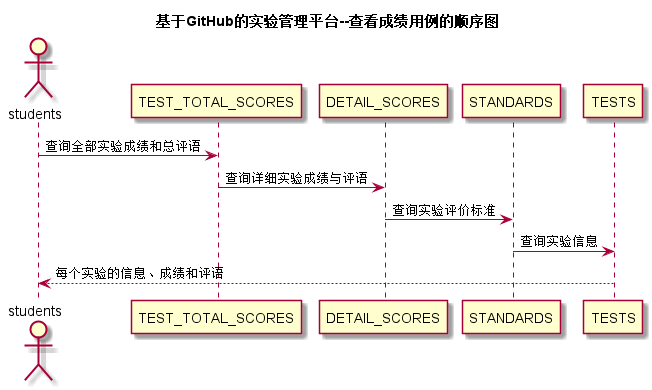 基于GitHub的实验管理平台--查看成绩用例的顺序图
students
TEST_TOTAL_SCORES
DETAIL_SCORES
STANDARDS
TESTS
查询全部实验成绩和总评语
查询详细实验成绩与评语
查询实验评价标准
查询实验信息
每个实验的信息、成绩和评语
students
TEST_TOTAL_SCORES
DETAIL_SCORES
STANDARDS
TESTS